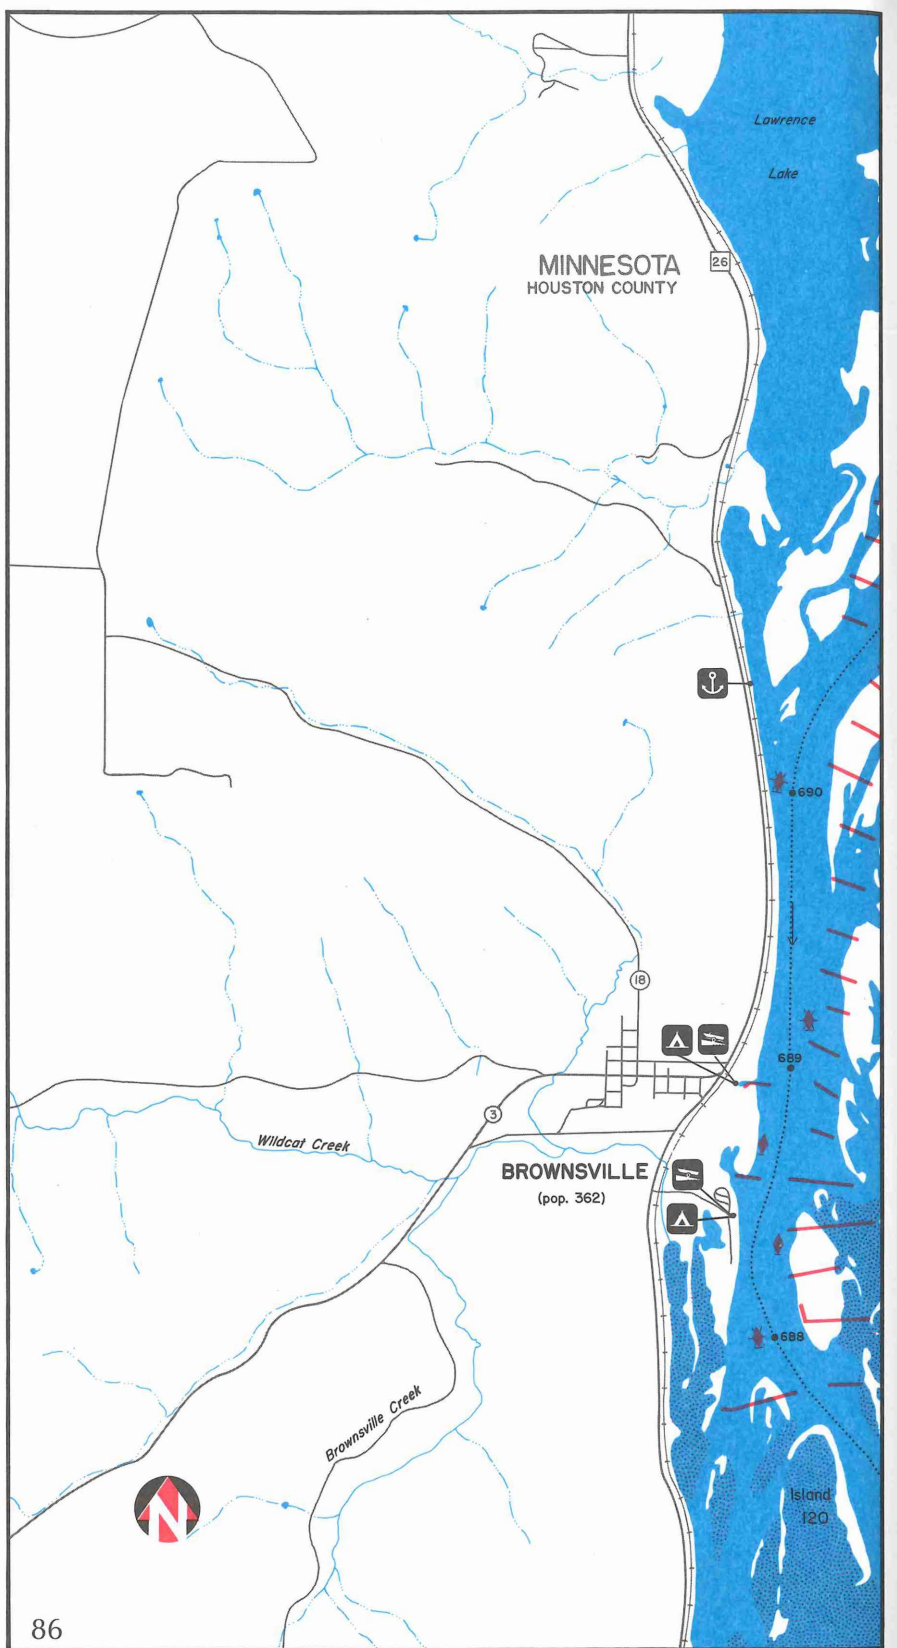 Lawrence
Lake
MINNESOTA
HOUSTON COUNTY
26
690
18
689
3
Wildcat Creek
BROWNSVILLE
(pop. 362)
688
Brownsville Creek
N
Island
120
86